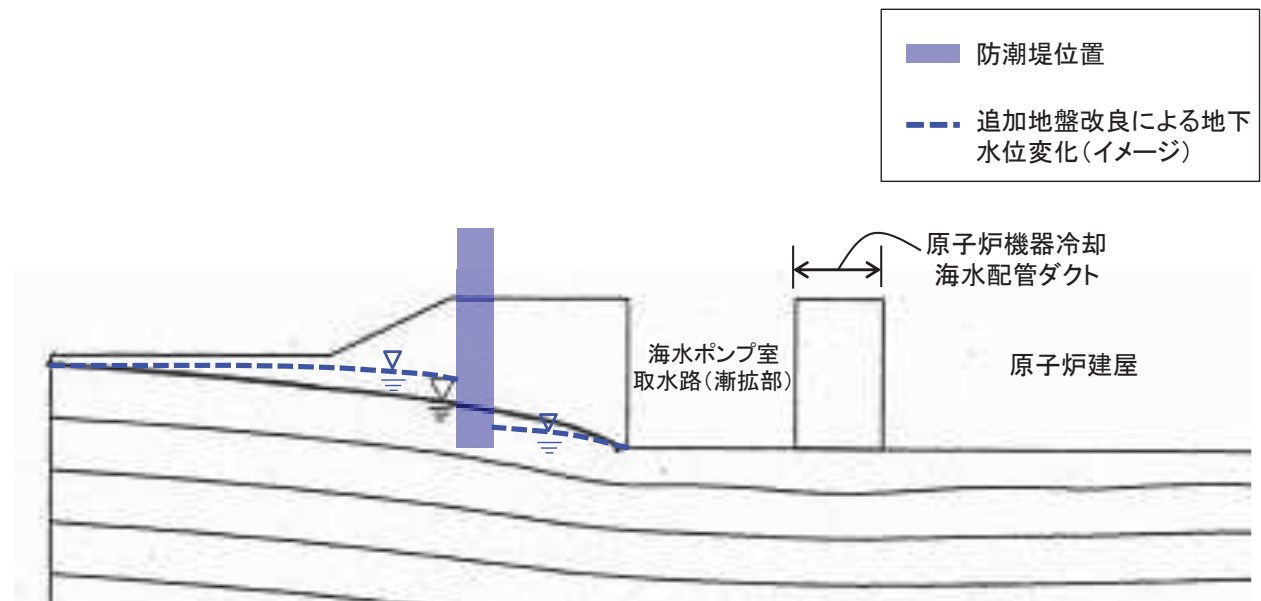 防潮堤位置
追加地盤改良による地下
水位変化(イメージ)
原子炉機器冷却
海水配管ダクト
海水ポンプ室
取水路(漸拡部)
原子炉建屋